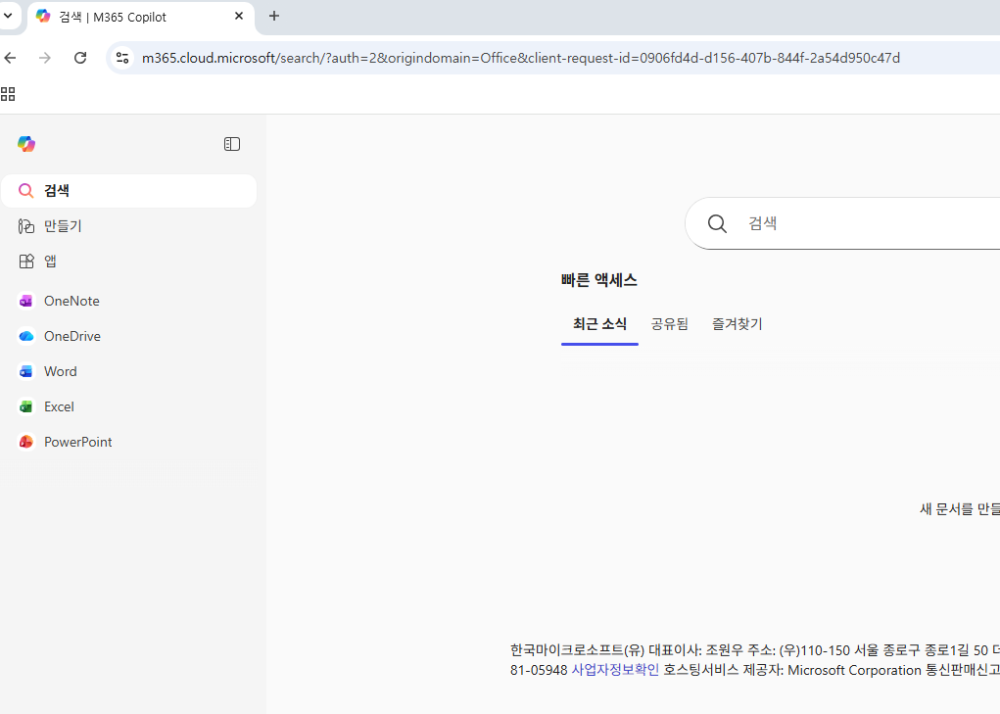 검색 | M365 Copilot
m365.cloud.microsoft/search/?auth=2&origindomain=Office&client-request-id=0906fd4d-d156-407b-844f-2a54d950c47d
검색
만들기
앱
OneNote
OneDrive
Word
Excel
PowerPoint
검색
빠른 액세스
최근 소식 공유됨 즐겨찾기
새 문서를 만들
한국마이크로소프트(유) 대표이사: 조원우 주소: (우)110-150 서울 종로구 종로1길 50 더
81-05948 사업자정보확인 호스팅서비스 제공자: Microsoft Corporation 통신판매신고